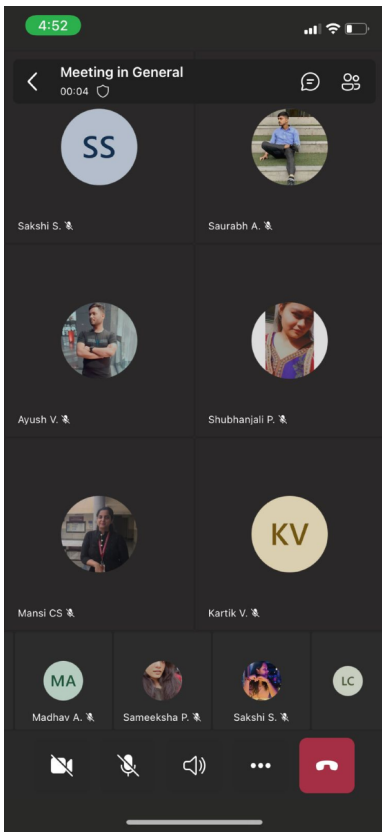 4:52
Meeting in General
00:04
SS
Sakshi S.
Saurabh A.
Ayush V.
Shubhanjali P.
Mansi CS
KV
Kartik V.
MA
LC
Madhav A.
Sameeksha P.
Sakshi S.